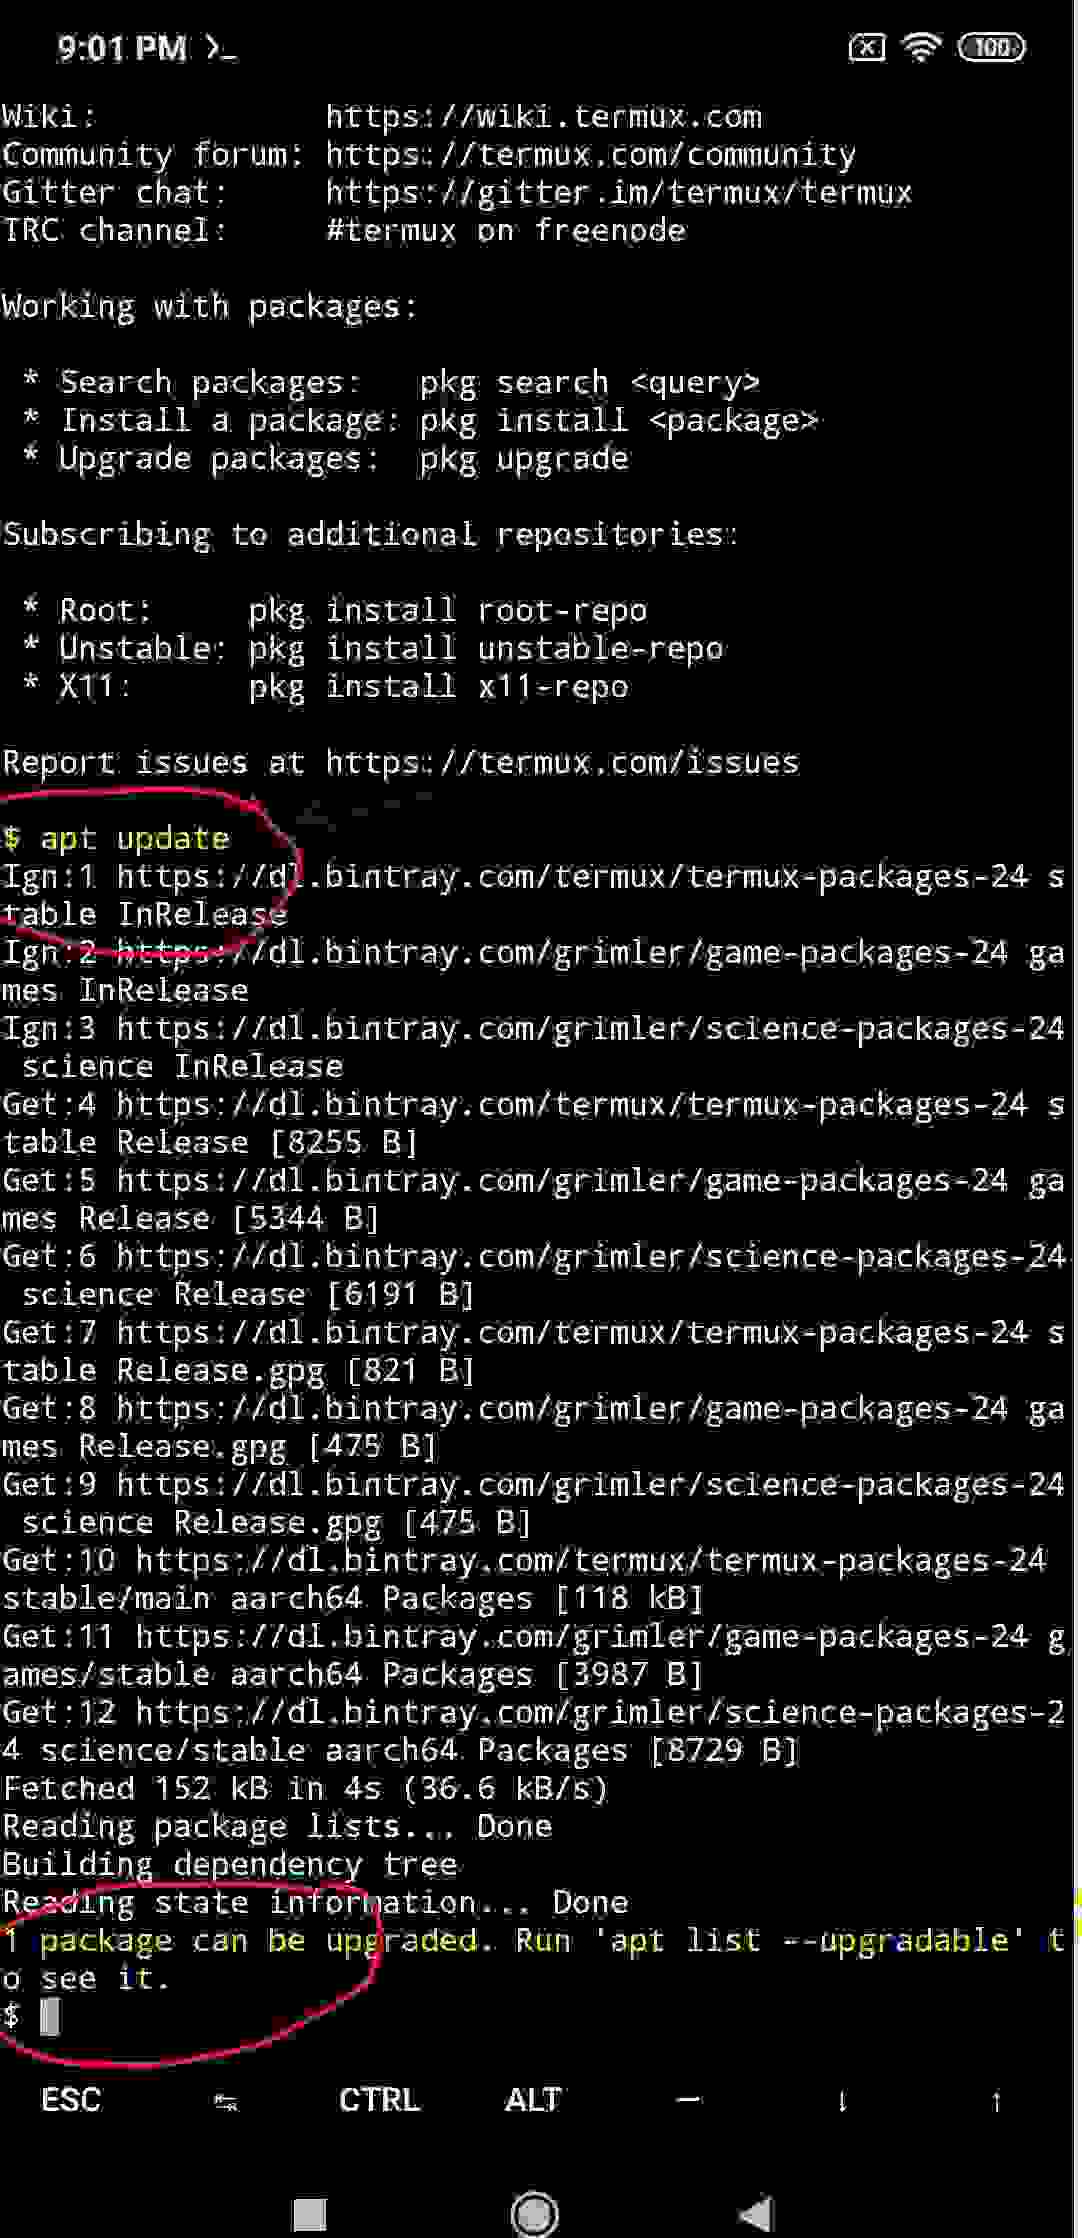 9:01 PM
100
Wiki: https://wiki.termux.com
Community forum: https://termux.com/community
Gitter chat: https://gitter.im/termux/termux
IRC channel: #termux on freenode
Working with packages:
* Search packages: pkg search <query>
* Install a package: pkg install <package>
* Upgrade packages: pkg upgrade
Subscribing to additional repositories:
* Root: pkg install root-repo
* Unstable: pkg install unstable-repo
* X11: pkg install x11-repo
Report issues at https://termux.com/issues
$ apt update
Ign:1 https://dl.bintray.com/termux/termux-packages-24 s
table InRelease
Ign:2 https://dl.bintray.com/grimler/game-packages-24 ga
mes InRelease
Ign:3 https://dl.bintray.com/grimler/science-packages-24
science InRelease
Get:4 https://dl.bintray.com/termux/termux-packages-24 s
table Release [8255 B]
Get:5 https://dl.bintray.com/grimler/game-packages-24 ga
mes Release [5344 B]
Get:6 https://dl.bintray.com/grimler/science-packages-24
science Release [6191 B]
Get:7 https://dl.bintray.com/termux/termux-packages-24 s
table Release.gpg [821 B]
Get:8 https://dl.bintray.com/grimler/game-packages-24 ga
mes Release.gpg [475 B]
Get:9 https://dl.bintray.com/grimler/science-packages-24
science Release.gpg [475 B]
Get:10 https://dl.bintray.com/termux/termux-packages-24
stable/main aarch64 Packages [118 kB]
Get:11 https://dl.bintray.com/grimler/game-packages-24 g
ames/stable aarch64 Packages [3987 B]
Get:12 https://dl.bintray.com/grimler/science-packages-2
4 science/stable aarch64 Packages [8729 B]
Fetched 152 kB in 4s (36.6 kB/s)
Reading package lists... Done
Building dependency tree
Reading state information... Done
1 package can be upgraded. Run 'apt list --upgradable' t
o see it.
$
ESC CTRL ALT — ↓ ↑